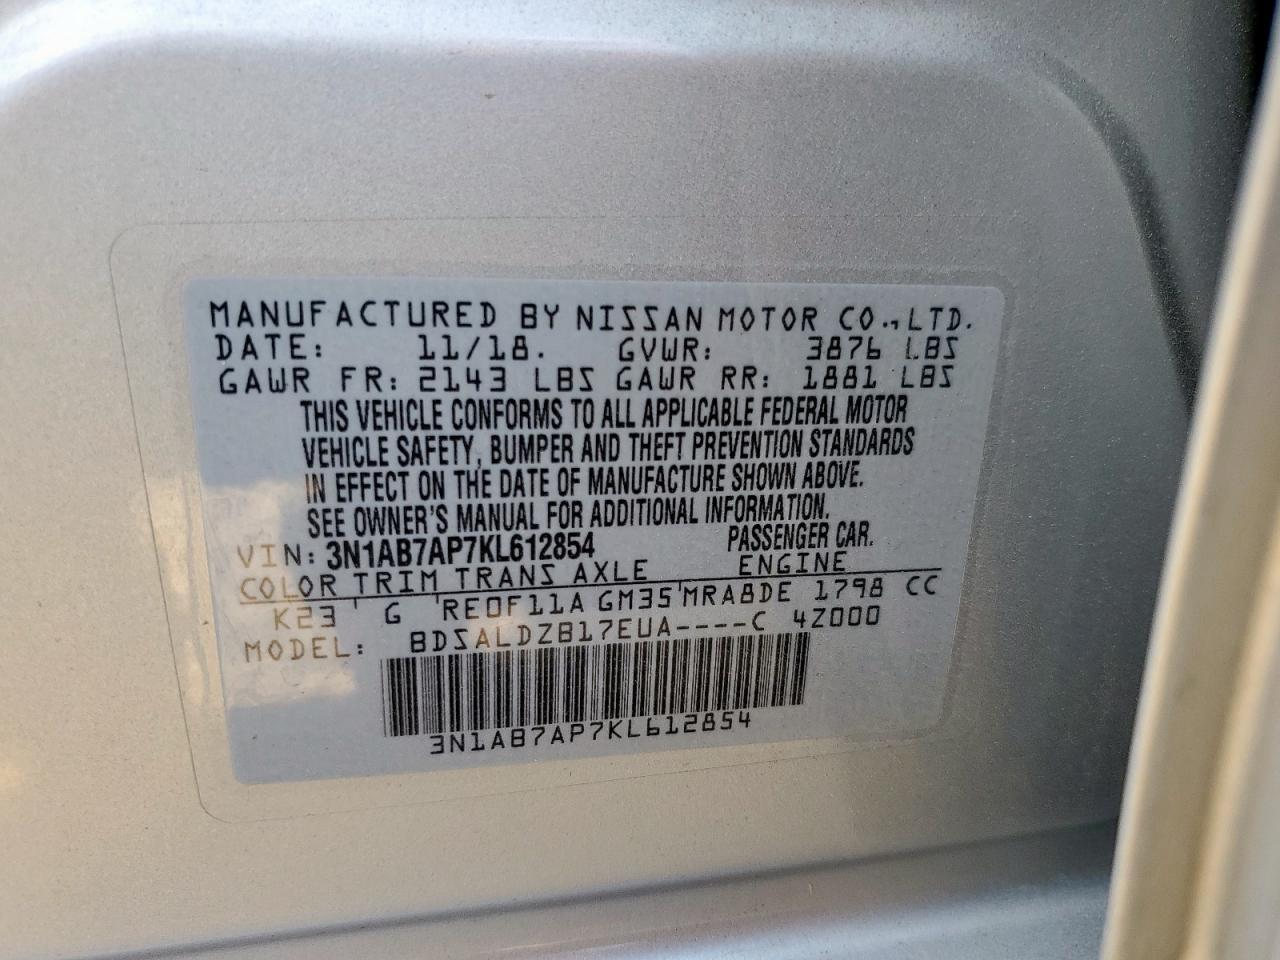 MANUFACTURED BY NISSAN MOTOR CO., LTD.
DATE: 11/18. GVWR: 3876 LBS
GAWR FR: 2143 LBS GAWR RR: 1881 LBS
THIS VEHICLE CONFORMS TO ALL APPLICABLE FEDERAL MOTOR
VEHICLE SAFETY, BUMPER AND THEFT PREVENTION STANDARDS
IN EFFECT ON THE DATE OF MANUFACTURE SHOWN ABOVE.
SEE OWNER'S MANUAL FOR ADDITIONAL INFORMATION.
VIN: 3N1AB7AP7KL612854 PASSENGER CAR.
COLOR TRIM TRANS AXLE ENGINE
K23 ' G 'RE0F11A GM35'MRA8DE 1798 CC
MODEL: BDSALDZB17EUA----C 4Z000
3N1AB7AP7KL612854